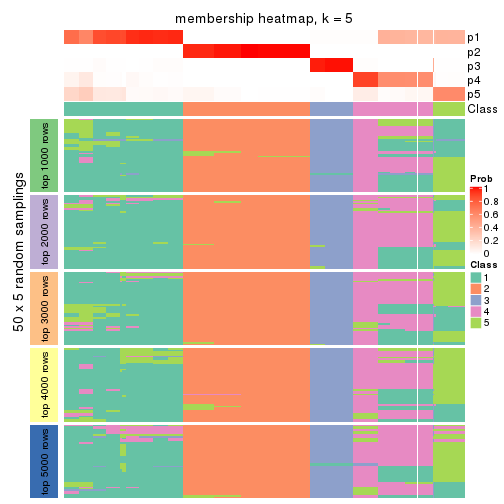 membership heatmap, k = 5
p1
p2
p3
p4
p5
Class
50 x 5 random samplings
top 1000 rows
top 2000 rows
top 3000 rows
top 4000 rows
top 5000 rows
Prob
1
0.8
0.6
0.4
0.2
0
Class
1
2
3
4
5